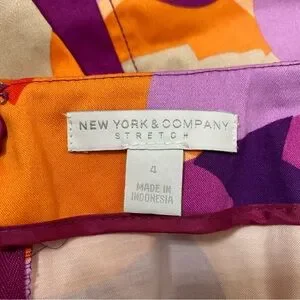 NEW YORK & COMPANY
STRETCH
4
MADE IN
INDONESIA